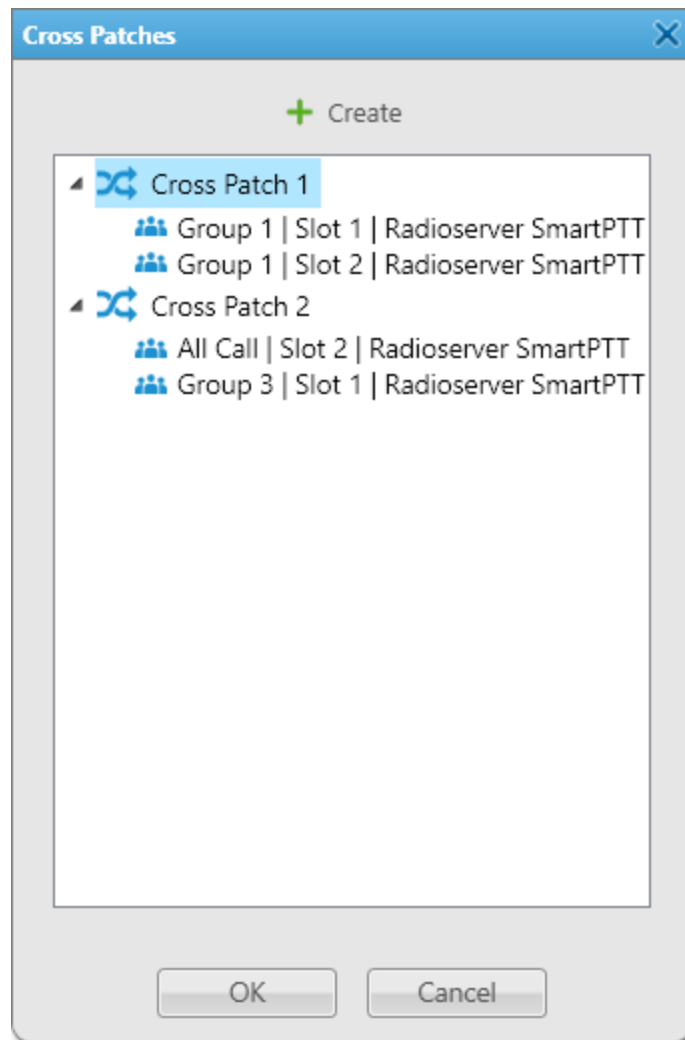 Cross Patches
Create
Cross Patch 1
Group 1 | Slot 1 | Radioserver SmartPTT
Group 1 | Slot 2 | Radioserver SmartPTT
Cross Patch 2
All Call | Slot 2 | Radioserver SmartPTT
Group 3 | Slot 1 | Radioserver SmartPTT
OK Cancel